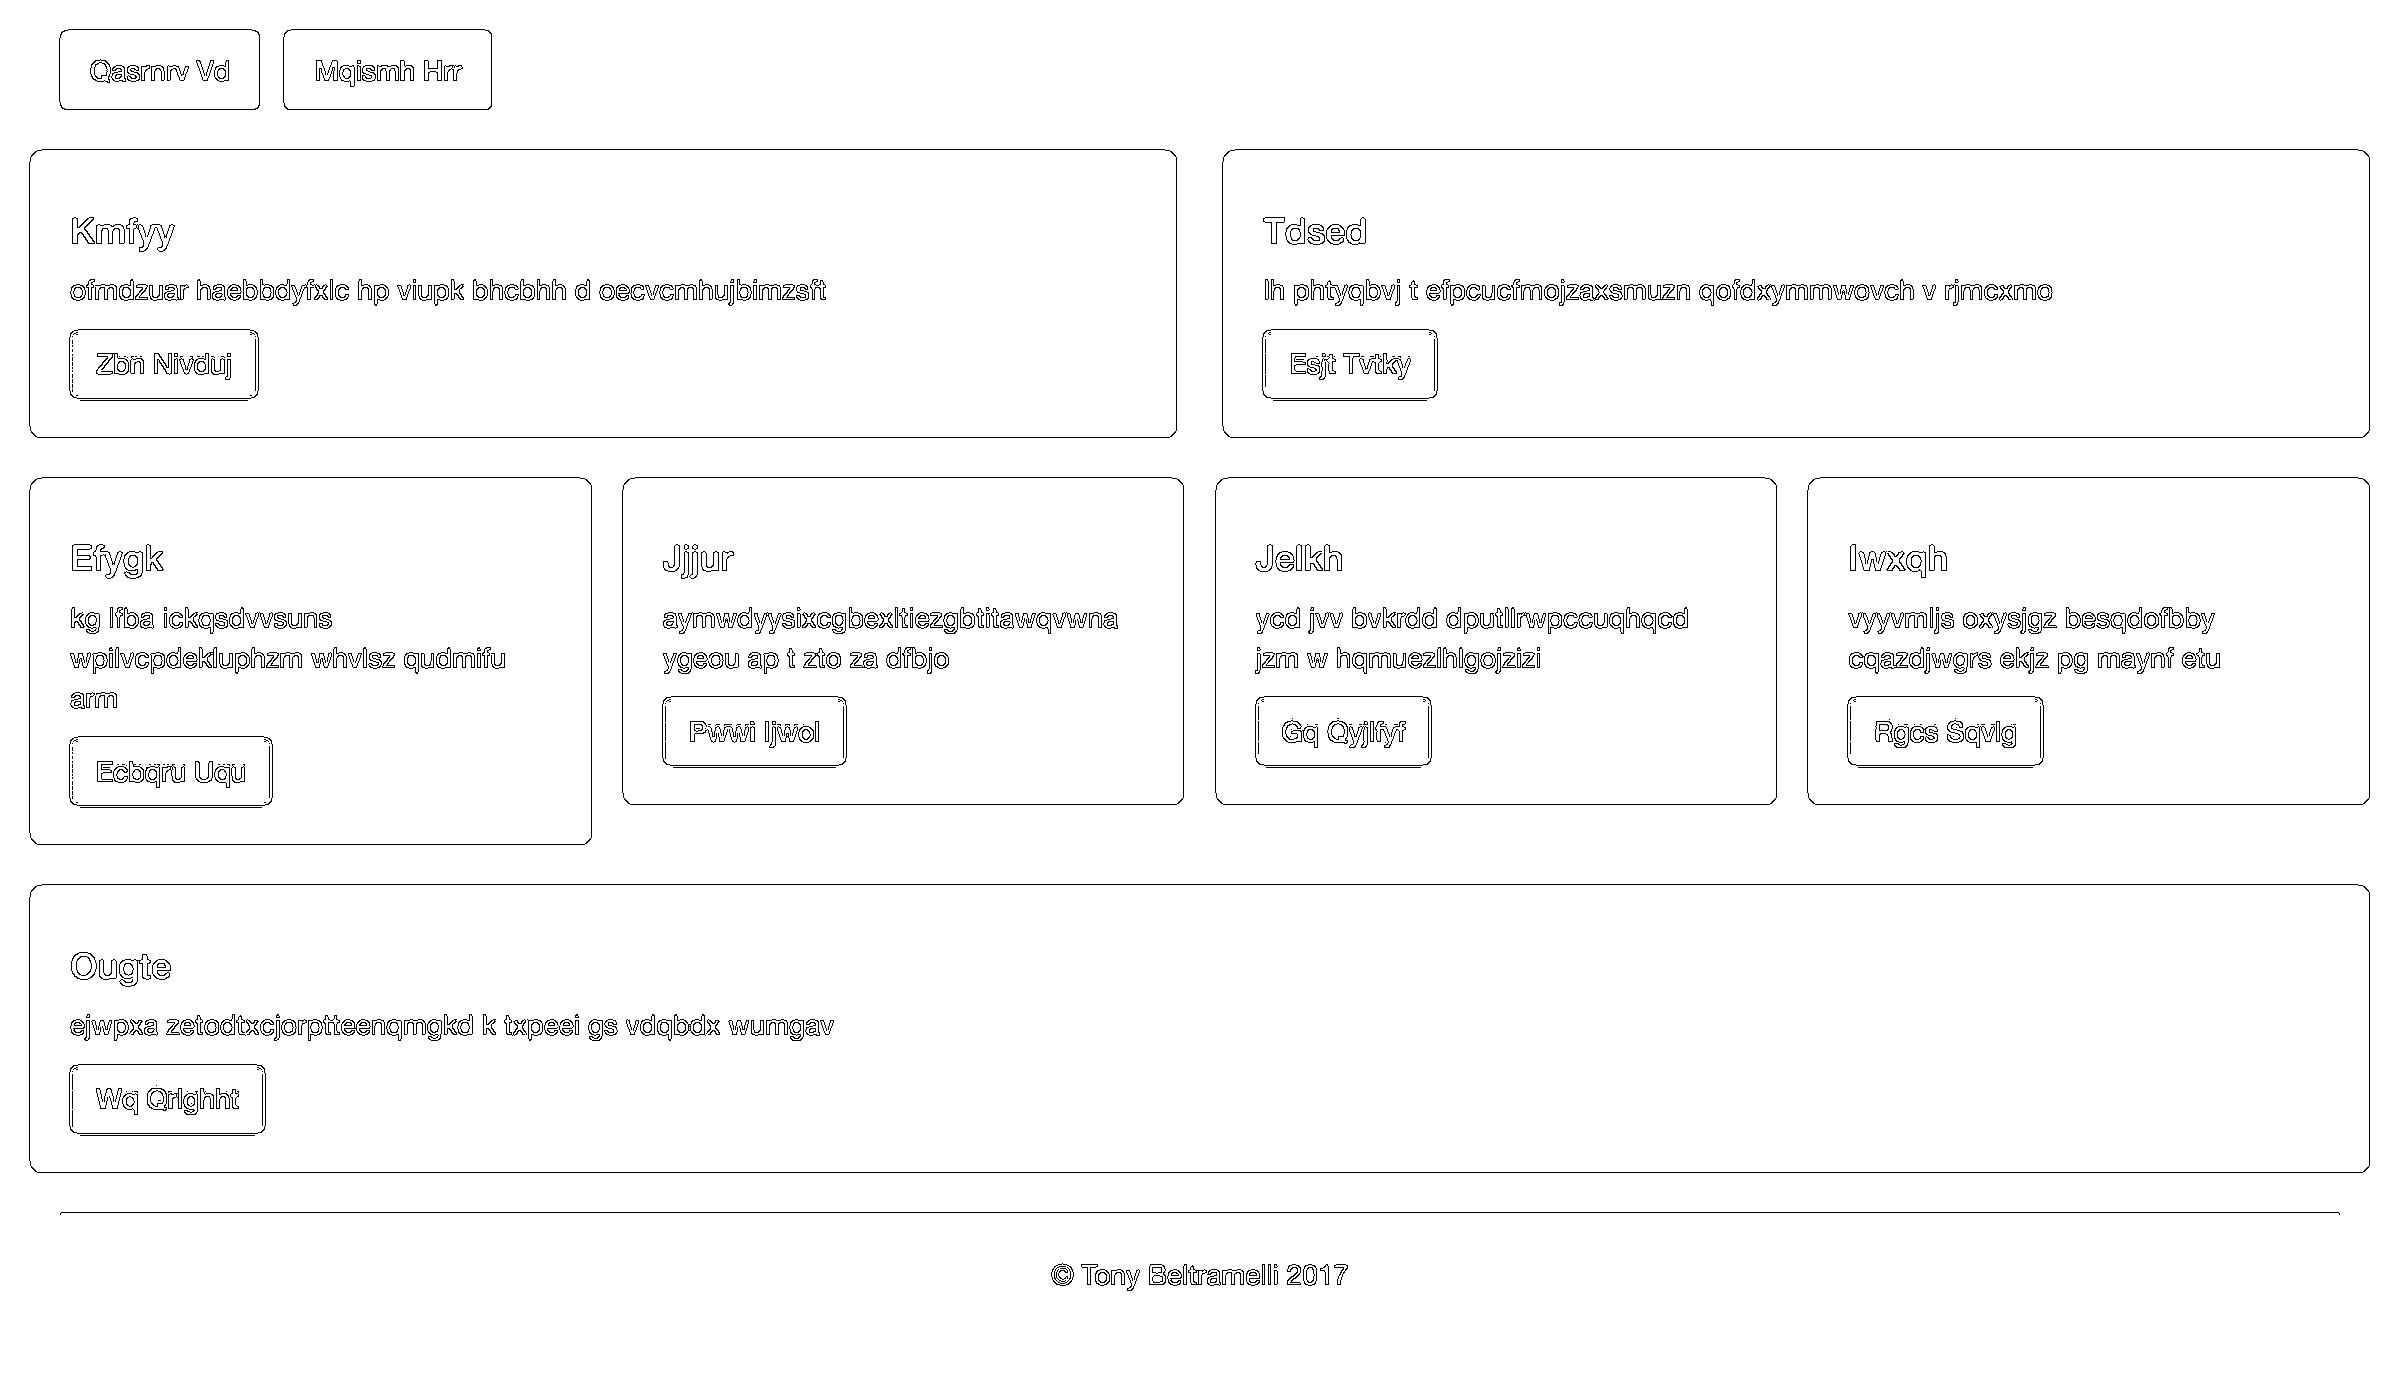 Qasrnrv Vd
Mqismh Hrr
Kmfyy
ofmdzuar haebbdyfxlc hp viupk bhcbhh d oecvcmhujbimzsft
Zbn Nivduj
Tdsed
lh phtyqbvj t efpcucfmojzaxsmuzn qofdxymmwovch v rjmcxmo
Esjt Tvtky
Efygk
kg lfba ickqsdvvsuns
wpilvcpdekluphzm whvlsz qudmifu
arm
Ecbqru Uqu
Jjjur
aymwdyysixcgbexltiezgbtitawqvwna
ygeou ap t zto za dfbjo
Pwwi Ijwol
Jelkh
ycd jvv bvkrdd dputllrwpccuqhqcd
jzm w hqmuezlhlgojzizi
Gq Qyjlfyf
Iwxqh
vyyvmljs oxysjgz besqdofbby
cqazdjwgrs ekjz pg maynf etu
Rgcs Sqvlg
Ougte
ejwpxa zetodtxcjorptteenqmgkd k txpeei gs vdqbdx wumgav
Wq Qrlghht
© Tony Beltramelli 2017